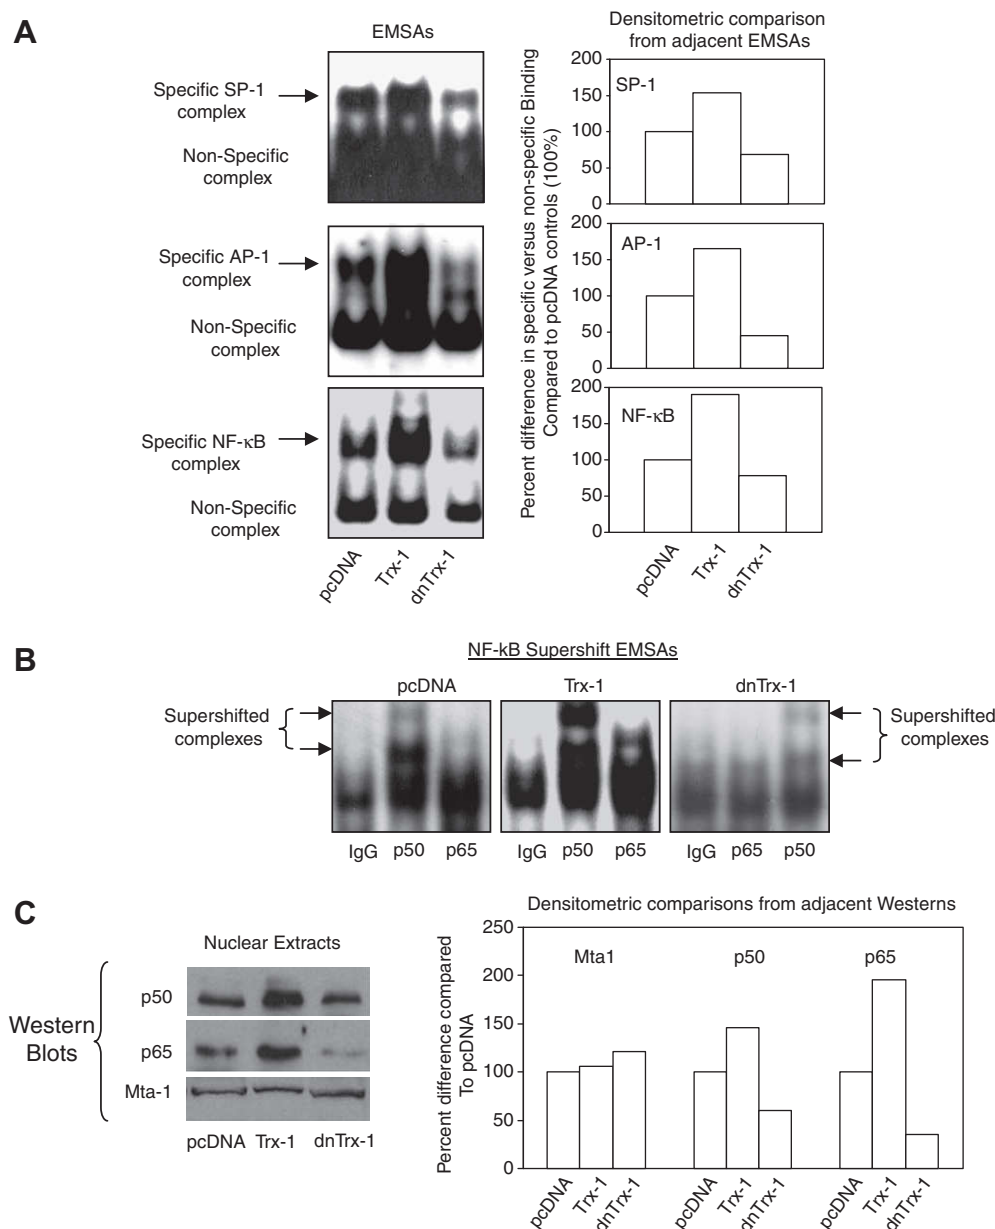 A
EMSAs
Specific SP-1
complex
Non-Specific
complex
Specific AP-1
complex
Non-Specific
complex
Specific NF-κB
complex
Non-Specific
complex
pcDNA
Trx-1
dnTrx-1
Densitometric comparison
from adjacent EMSAs
Percent difference in specific versus non-specific Binding
Compared to pcDNA controls (100%)
200
150
100
50
0
SP-1
200
150
100
50
0
AP-1
200
150
100
50
0
NF-κB
pcDNA
Trx-1
dnTrx-1
B
NF-kB Supershift EMSAs
pcDNA
Trx-1
dnTrx-1
Supershifted
complexes
Supershifted
complexes
IgG p50 p65
IgG p50 p65
IgG p65 p50
C
Nuclear Extracts
Western
Blots
p50
p65
Mta-1
pcDNA Trx-1 dnTrx-1
Densitometric comparisons from adjacent Westerns
Percent difference compared
To pcDNA
250
200
150
100
50
0
Mta1
p50
p65
pcDNA
Trx-1
dnTrx-1
pcDNA
Trx-1
dnTrx-1
pcDNA
Trx-1
dnTrx-1